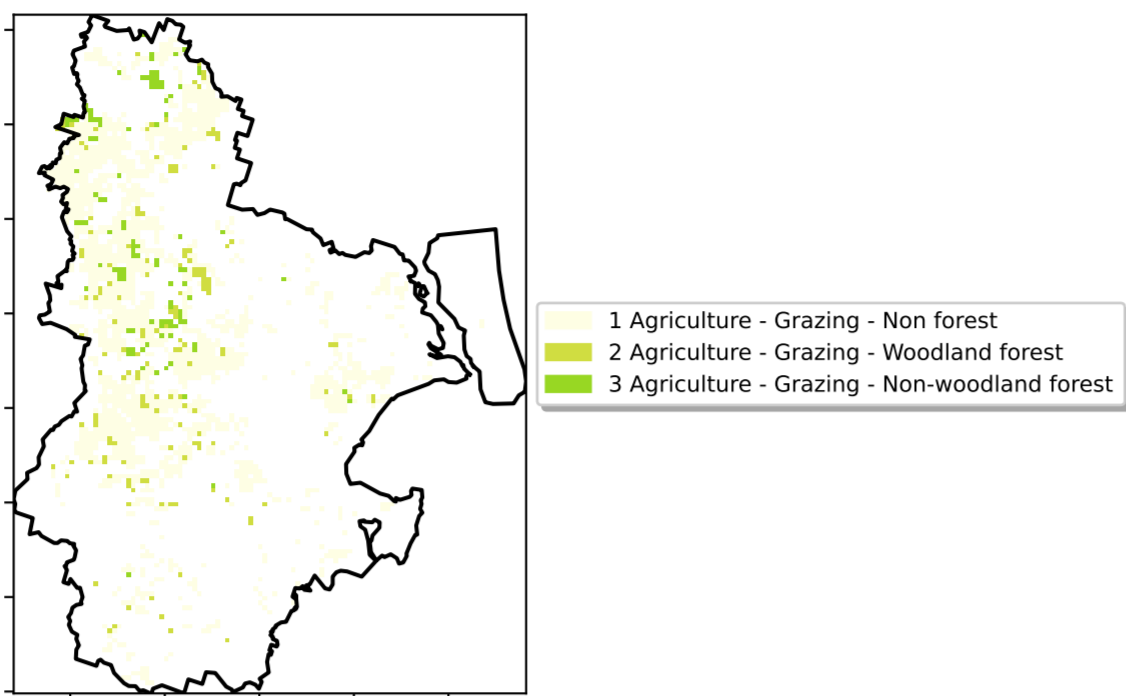 1 Agriculture - Grazing - Non forest
2 Agriculture - Grazing - Woodland forest
3 Agriculture - Grazing - Non-woodland forest